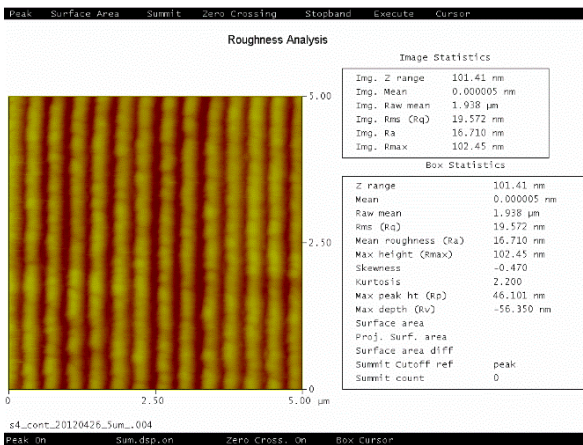 Peak Surface Area Summit Zero Crossing Stopband Execute Cursor
Roughness Analysis
Image Statistics
Img. Z range 101.41 nm
Img. Mean 0.000005 nm
Img. Raw mean 1.938 µm
Img. Rms (Rq) 19.572 nm
Img. Ra 16.710 nm
Img. Rmax 102.45 nm
Box Statistics
Z range 101.41 nm
Mean 0.000005 nm
Raw mean 1.938 µm
Rms (Rq) 19.572 nm
Mean roughness (Ra) 16.710 nm
Max height (Rmax) 102.45 nm
Skewness -0.470
Kurtosis 2.200
Max peak ht (Rp) 46.101 nm
Max depth (Rv) -56.350 nm
Surface area
Proj. Surf. area
Surface area diff
Summit Cutoff ref peak
Summit count 0
5.00
2.50
0
0 2.50 5.00 µm
s4_cont_20120426_5um_.004
Peak On Sum.dsp.on Zero Cross. On Box Cursor